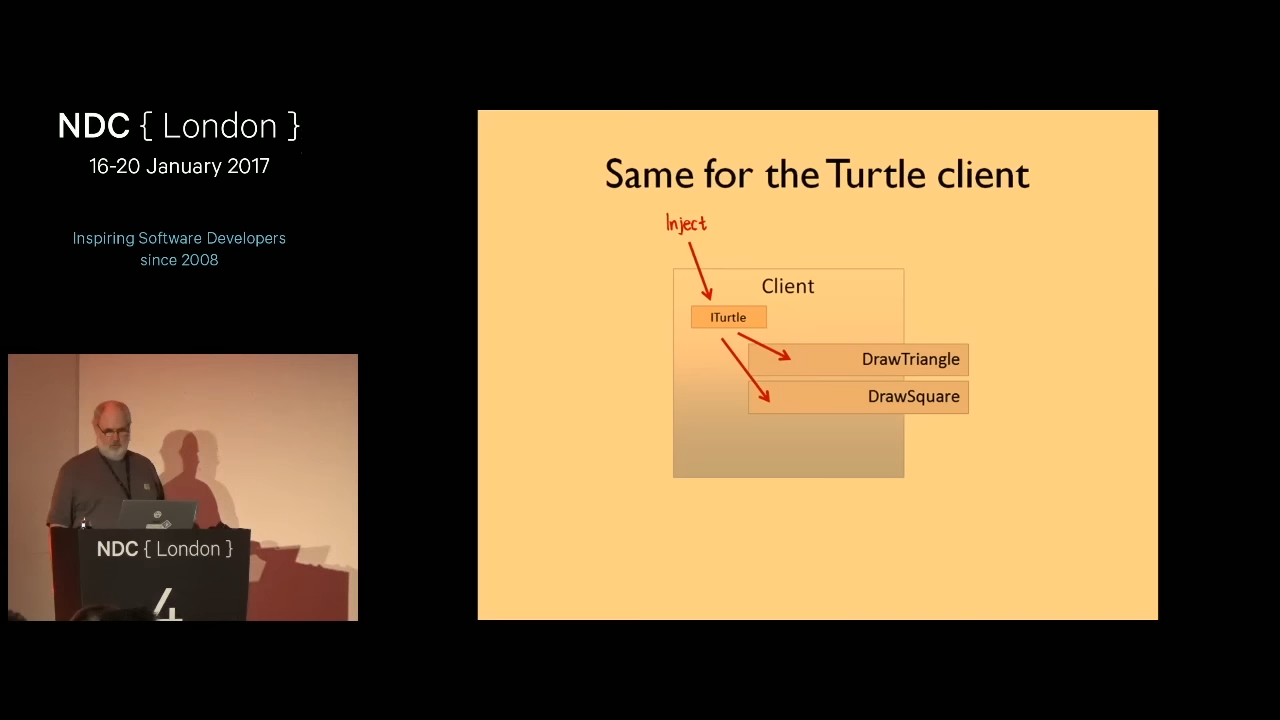 NDC { London }
16-20 January 2017
Inspiring Software Developers
since 2008
Same for the Turtle client
Inject
Client
ITurtle
DrawTriangle
DrawSquare
NDC { London }
4